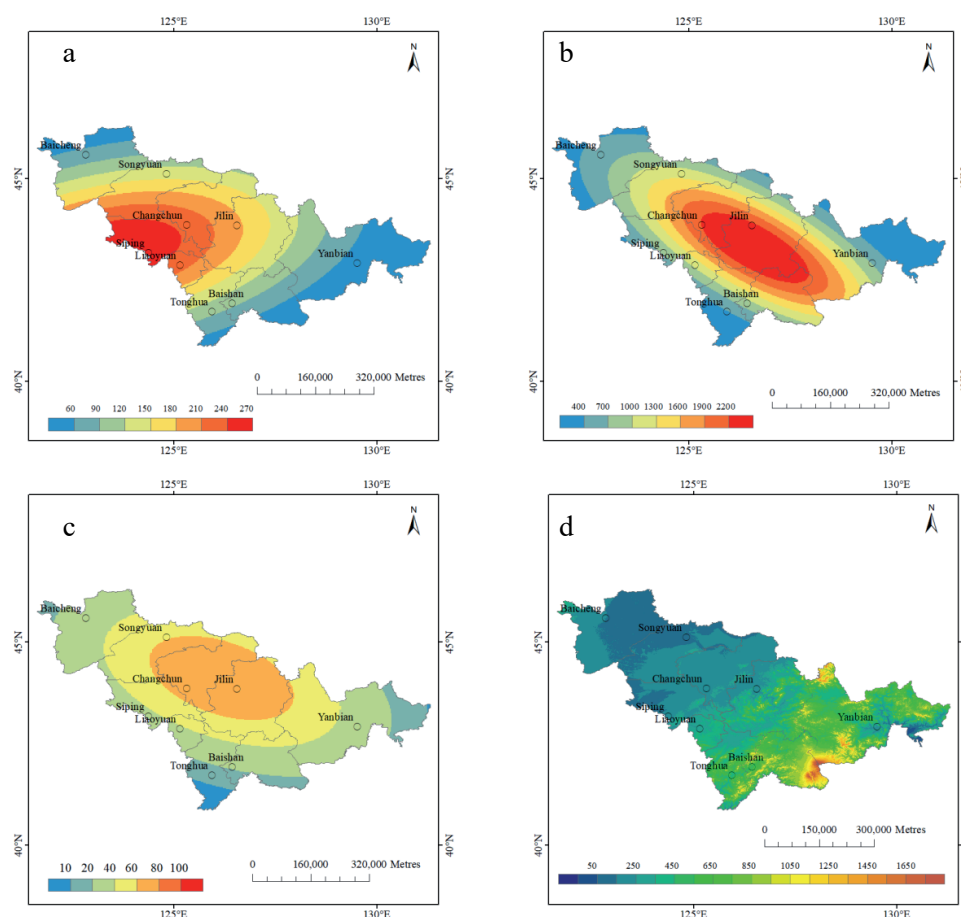 125°E 130°E
a
N
Baicheng
Songyuan
45°N
45°N
Changchun Jilin
Siping
Liaoyuan
Yanbian
Baishan
Tonghua
0 160,000 320,000 Metres
40°N
40°N
60 90 120 150 180 210 240 270
125°E 130°E
125°E 130°E
b
N
Baicheng
Songyuan
45°N
Changchun Jilin
Siping
Liaoyuan
Yanbian
Baishan
Tonghua
0 160,000 320,000 Metres
40°N
400 700 1000 1300 1600 1900 2200
125°E 130°E
125°E 130°E
c
N
Baicheng
Songyuan
45°N
45°N
Changchun Jilin
Siping
Liaoyuan
Yanbian
Baishan
Tonghua
0 160,000 320,000 Metres
40°N
40°N
10 20 40 60 80 100
125°E 130°E
d
N
Baicheng
Songyuan
45°N
Changchun Jilin
Siping
Liaoyuan
Yanbian
Baishan
Tonghua
0 150,000 300,000 Metres
40°N
50 250 450 650 850 1050 1250 1450 1650